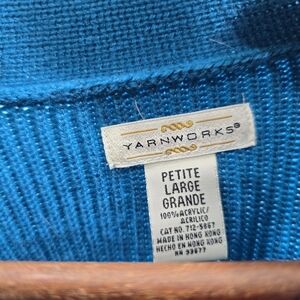 YARNWORKS®
PETITE
LARGE
GRANDE
100% ACRYLIC/
ACRILICO
CAT NO. 712-5867
MADE IN HONG KONG
HECHO EN HONG KONG
RN 33677